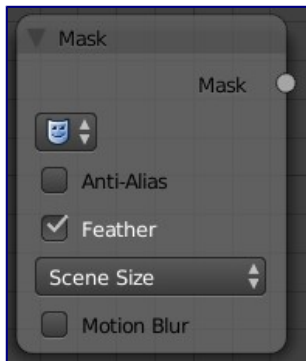 Mask
Mask
Anti-Alias
Feather
Scene Size
Motion Blur